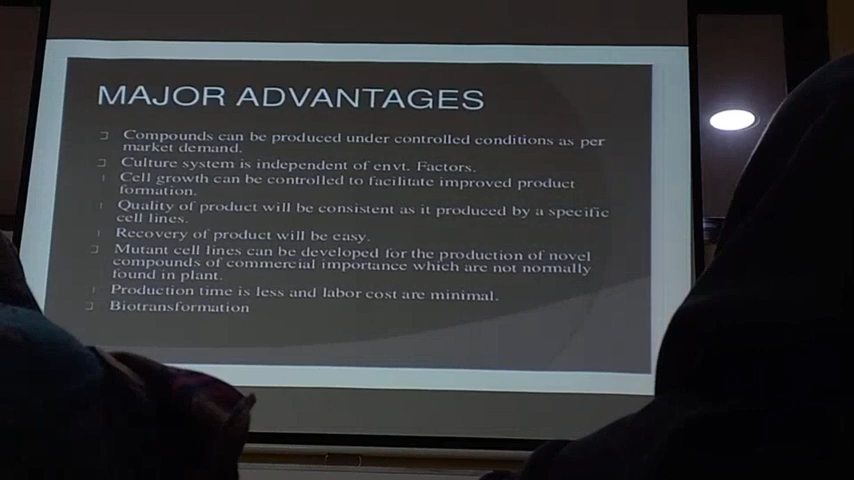 MAJOR ADVANTAGES
Compounds can be produced under controlled conditions as per
market demand.
Culture system is independent of envt. Factors.
Cell growth can be controlled to facilitate improved product
formation.
Quality of product will be consistent as it produced by a specific
cell lines.
Recovery of product will be easy.
Mutant cell lines can be developed for the production of novel
compounds of commercial importance which are not normally
found in plant.
Production time is less and labor cost are minimal.
Biotransformation